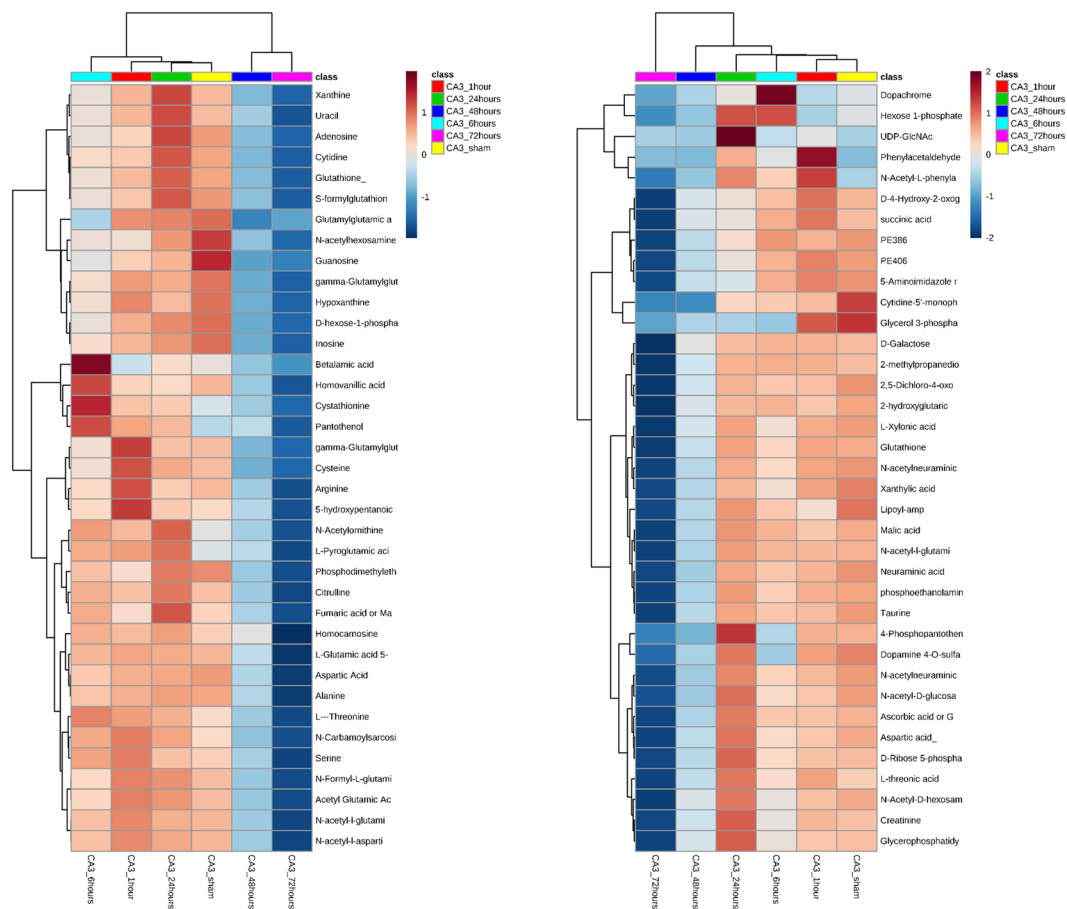 class
Xanthine
Uracil
Adenosine
Cytidine
Glutathione_
S-formylglutathion
Glutamylglutamic a
N-acetylhexosamine
Guanosine
gamma-Glutamylglut
Hypoxanthine
D-hexose-1-phospha
Inosine
Betalamic acid
Homovanillic acid
Cystathionine
Pantothenol
gamma-Glutamylglut
Cysteine
Arginine
5-hydroxypentanoic
N-Acetylornithine
L-Pyroglutamic aci
Phosphodimethyleth
Citrulline
Fumaric acid or Ma
Homocarnosine
L-Glutamic acid 5-
Aspartic Acid
Alanine
L---Threonine
N-Carbamoylsarcosi
Serine
N-Formyl-L-glutami
Acetyl Glutamic Ac
N-acetyl-l-glutami
N-acetyl-l-asparti
CA3_6hours
CA3_1hour
CA3_24hours
CA3_sham
CA3_48hours
CA3_72hours
1
0
-1
class
CA3_1hour
CA3_24hours
CA3_48hours
CA3_6hours
CA3_72hours
CA3_sham
class
Dopachrome
Hexose 1-phosphate
UDP-GlcNAc
Phenylacetaldehyde
N-Acetyl-L-phenyla
D-4-Hydroxy-2-oxog
succinic acid
PE386
PE406
5-Aminoimidazole r
Cytidine-5'-monoph
Glycerol 3-phospha
D-Galactose
2-methylpropanedio
2,5-Dichloro-4-oxo
2-hydroxyglutaric
L-Xylonic acid
Glutathione
N-acetylneuraminic
Xanthylic acid
Lipoyl-amp
Malic acid
N-acetyl-l-glutami
Neuraminic acid
phosphoethanolamin
Taurine
4-Phosphopantothen
Dopamine 4-O-sulfa
N-acetylneuraminic
N-acetyl-D-glucosa
Ascorbic acid or G
Aspartic acid_
D-Ribose 5-phospha
L-threonic acid
N-Acetyl-D-hexosam
Creatinine
Glycerophosphatidy
CA3_72hours
CA3_48hours
CA3_24hours
CA3_6hours
CA3_1hour
CA3_sham
2
1
0
-1
-2
class
CA3_1hour
CA3_24hours
CA3_48hours
CA3_6hours
CA3_72hours
CA3_sham